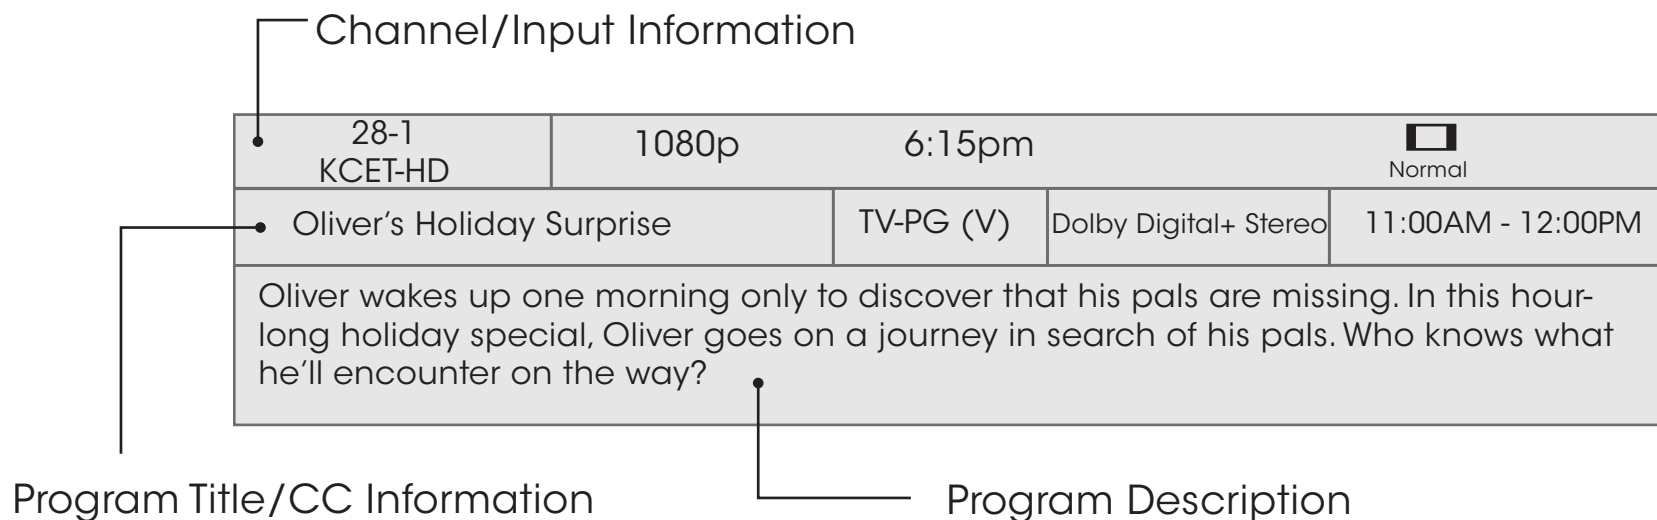 Channel/Input Information
28-1
KCET-HD
1080p
6:15pm
Normal
Oliver's Holiday Surprise
TV-PG (V)
Dolby Digital+ Stereo
11:00AM - 12:00PM
Oliver wakes up one morning only to discover that his pals are missing. In this hour-
long holiday special, Oliver goes on a journey in search of his pals. Who knows what
he'll encounter on the way?
Program Title/CC Information
Program Description